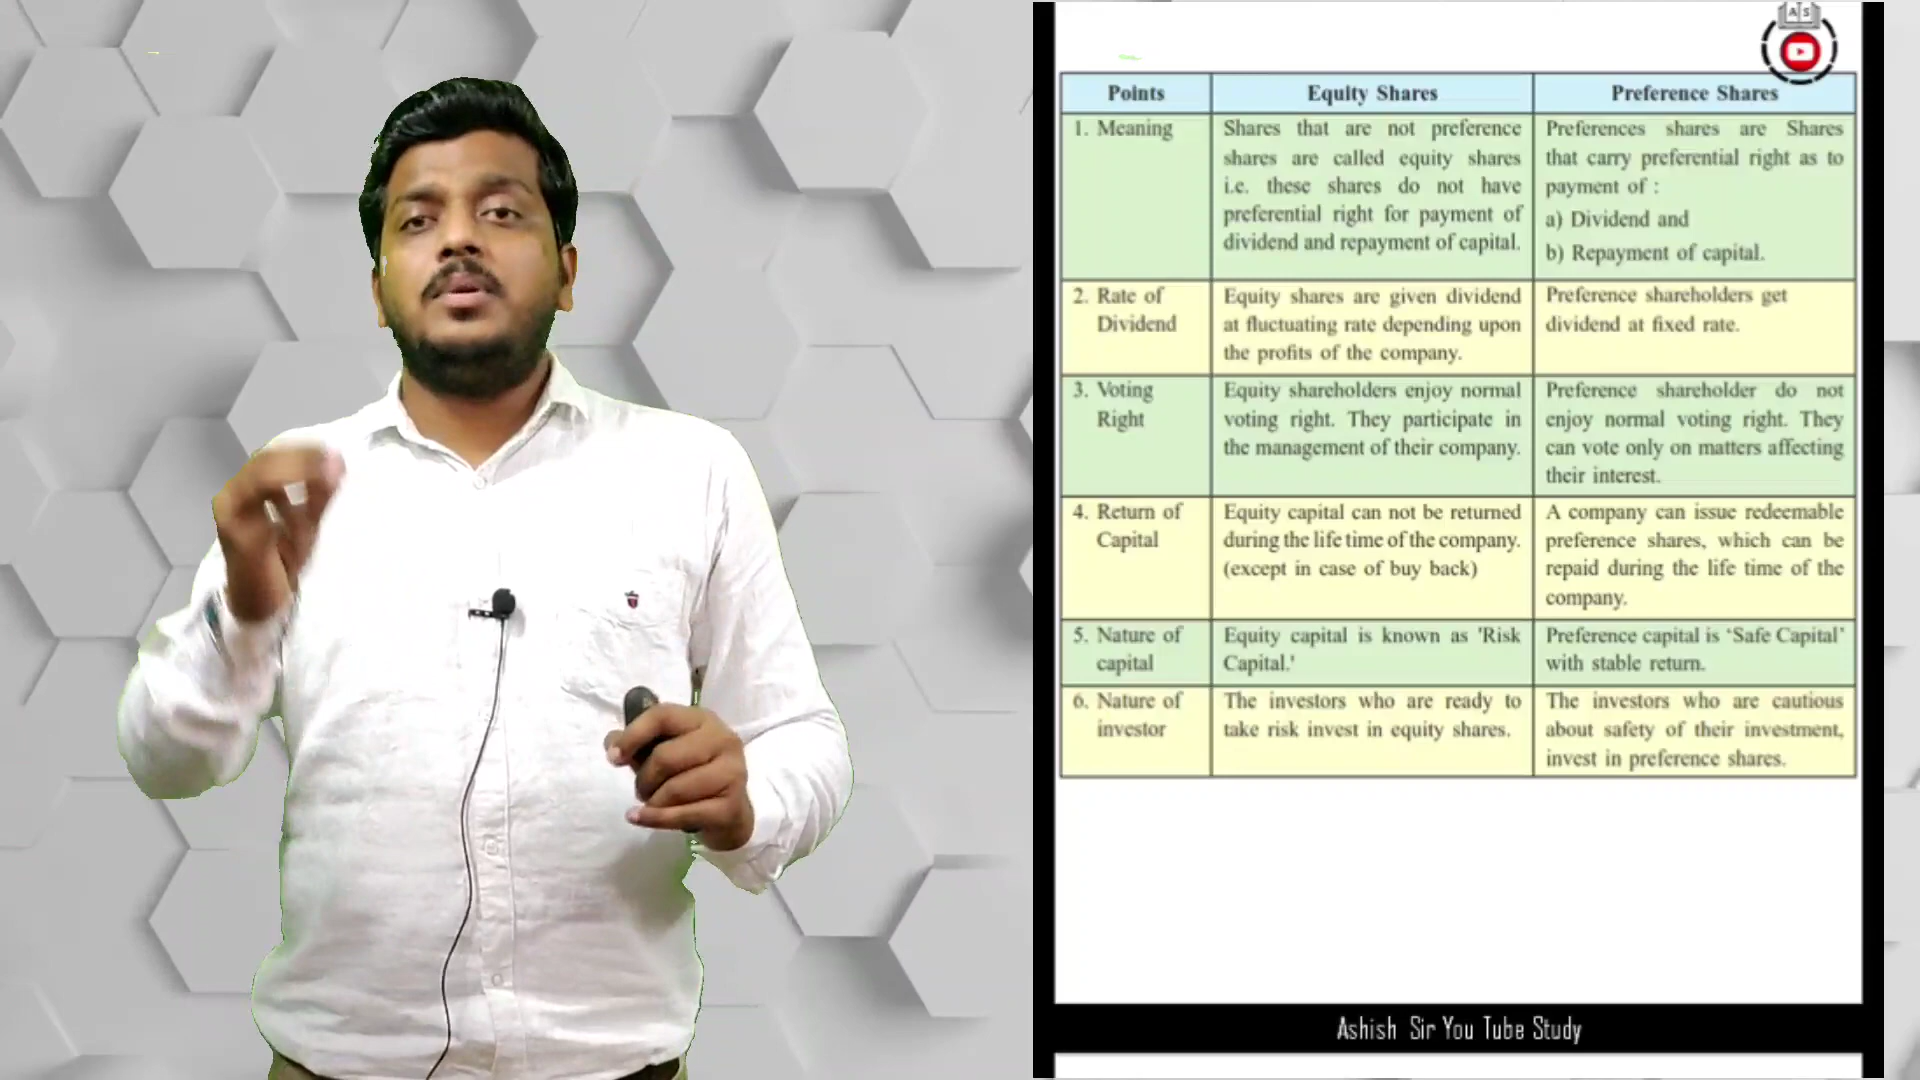 A S
Points Equity Shares Preference Shares
1. Meaning
Shares that are not preference
shares are called equity shares
i.e. these shares do not have
preferential right for payment of
dividend and repayment of capital.
Preferences shares are Shares
that carry preferential right as to
payment of :
a) Dividend and
b) Repayment of capital.
2. Rate of
Dividend
Equity shares are given dividend
at fluctuating rate depending upon
the profits of the company.
Preference shareholders get
dividend at fixed rate.
3. Voting
Right
Equity shareholders enjoy normal
voting right. They participate in
the management of their company.
Preference shareholder do not
enjoy normal voting right. They
can vote only on matters affecting
their interest.
4. Return of
Capital
Equity capital can not be returned
during the life time of the company.
(except in case of buy back)
A company can issue redeemable
preference shares, which can be
repaid during the life time of the
company.
5. Nature of
capital
Equity capital is known as 'Risk
Capital.'
Preference capital is ‘Safe Capital’
with stable return.
6. Nature of
investor
The investors who are ready to
take risk invest in equity shares.
The investors who are cautious
about safety of their investment,
invest in preference shares.
Ashish Sir You Tube Study